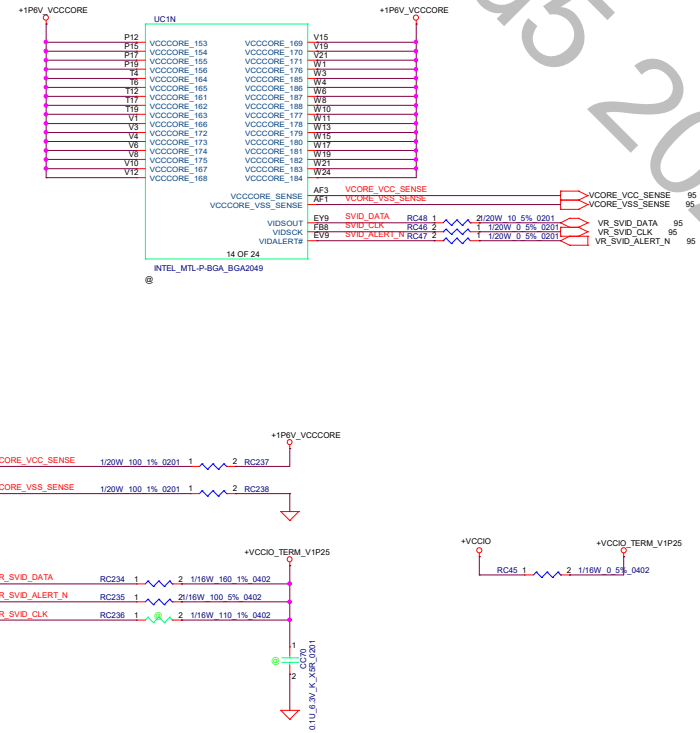 +1P6V_VCCCORE
+1P6V_VCCCORE
UC1N
P12 VCCCORE_153 VCCCORE_169 V15
P15 VCCCORE_154 VCCCORE_170 V19
P17 VCCCORE_155 VCCCORE_171 V21
P19 VCCCORE_156 VCCCORE_176 W1
T4 VCCCORE_164 VCCCORE_185 W3
T6 VCCCORE_165 VCCCORE_186 W4
T12 VCCCORE_161 VCCCORE_187 W6
T17 VCCCORE_162 VCCCORE_188 W8
T19 VCCCORE_163 VCCCORE_177 W10
V1 VCCCORE_166 VCCCORE_178 W11
V3 VCCCORE_172 VCCCORE_179 W13
V4 VCCCORE_173 VCCCORE_180 W15
V6 VCCCORE_174 VCCCORE_181 W17
V8 VCCCORE_175 VCCCORE_182 W19
V10 VCCCORE_167 VCCCORE_183 W21
V12 VCCCORE_168 VCCCORE_184 W24
VCCCORE_SENSE AF3 VCORE_VCC_SENSE VCORE_VCC_SENSE 95
VCCCORE_VSS_SENSE AF1 VCORE_VSS_SENSE VCORE_VSS_SENSE 95
VIDSOUT EY9 SVID_DATA RC48 1 2 1/20W_10_5%_0201 VR_SVID_DATA 95
VIDSCK FB8 SVID_CLK RC46 2 1 1/20W_0_5%_0201 VR_SVID_CLK 95
VIDALERT# EV9 SVID_ALERT_N RC47 2 1 1/20W_0_5%_0201 VR_SVID_ALERT_N 95
14 OF 24
INTEL_MTL-P-BGA_BGA2049
@
+1P6V_VCCCORE
CORE_VCC_SENSE 1/20W_100_1%_0201 1 2 RC237
CORE_VSS_SENSE 1/20W_100_1%_0201 1 2 RC238
+VCCIO_TERM_V1P25
R_SVID_DATA RC234 1 2 1/16W_160_1%_0402
R_SVID_ALERT_N RC235 1 2 1/16W_100_5%_0402
R_SVID_CLK RC236 1 @ 2 1/16W_110_1%_0402
@ 1 2 CC70
0.1U_6.3V_K_X5R_0201
+VCCIO
+VCCIO_TERM_V1P25
RC45 1 2 1/16W_0_5%_0402